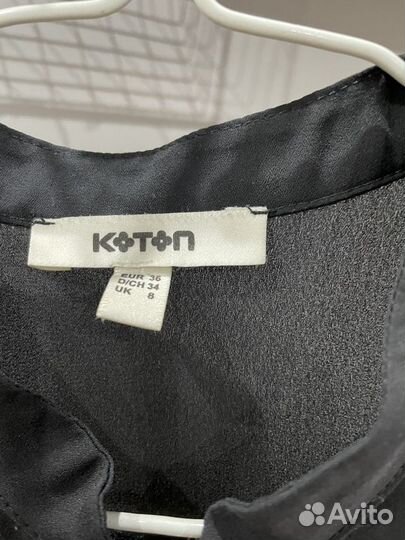 KOTON
EUR 36
D/CH 34
UK 8
Avito